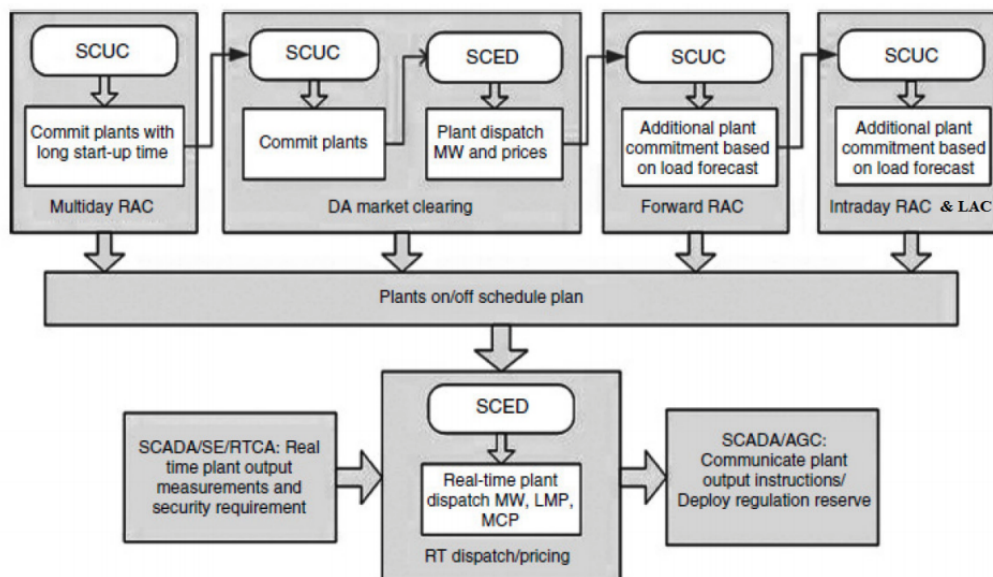 SCUC
Commit plants with
long start-up time
Multiday RAC
SCUC
Commit plants
SCED
Plant dispatch
MW and prices
DA market clearing
SCUC
Additional plant
commitment based
on load forecast
Forward RAC
SCUC
Additional plant
commitment based
on load forecast
Intraday RAC & LAC
Plants on/off schedule plan
SCADA/SE/RTCA: Real
time plant output
measurements and
security requirement
SCED
Real-time plant
dispatch MW, LMP,
MCP
RT dispatch/pricing
SCADA/AGC:
Communicate plant
output instructions/
Deploy regulation reserve